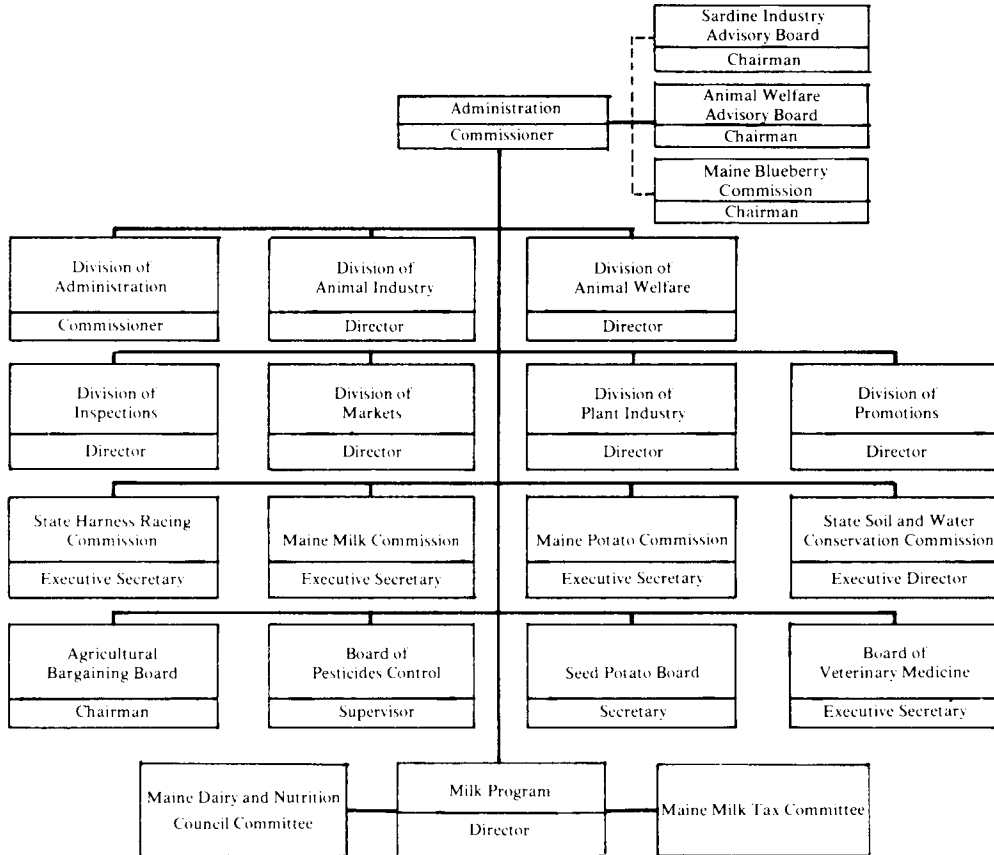 Sardine Industry
Advisory Board
Chairman
Administration
Commissioner
Animal Welfare
Advisory Board
Chairman
Maine Blueberry
Commission
Chairman
Division of
Administration
Commissioner
Division of
Animal Industry
Director
Division of
Animal Welfare
Director
Division of
Inspections
Director
Division of
Markets
Director
Division of
Plant Industry
Director
Division of
Promotions
Director
State Harness Racing
Commission
Executive Secretary
Maine Milk Commission
Executive Secretary
Maine Potato Commission
Executive Secretary
State Soil and Water
Conservation Commission
Executive Director
Agricultural
Bargaining Board
Chairman
Board of
Pesticides Control
Supervisor
Seed Potato Board
Secretary
Board of
Veterinary Medicine
Executive Secretary
Maine Dairy and Nutrition
Council Committee
Milk Program
Director
Maine Milk Tax Committee